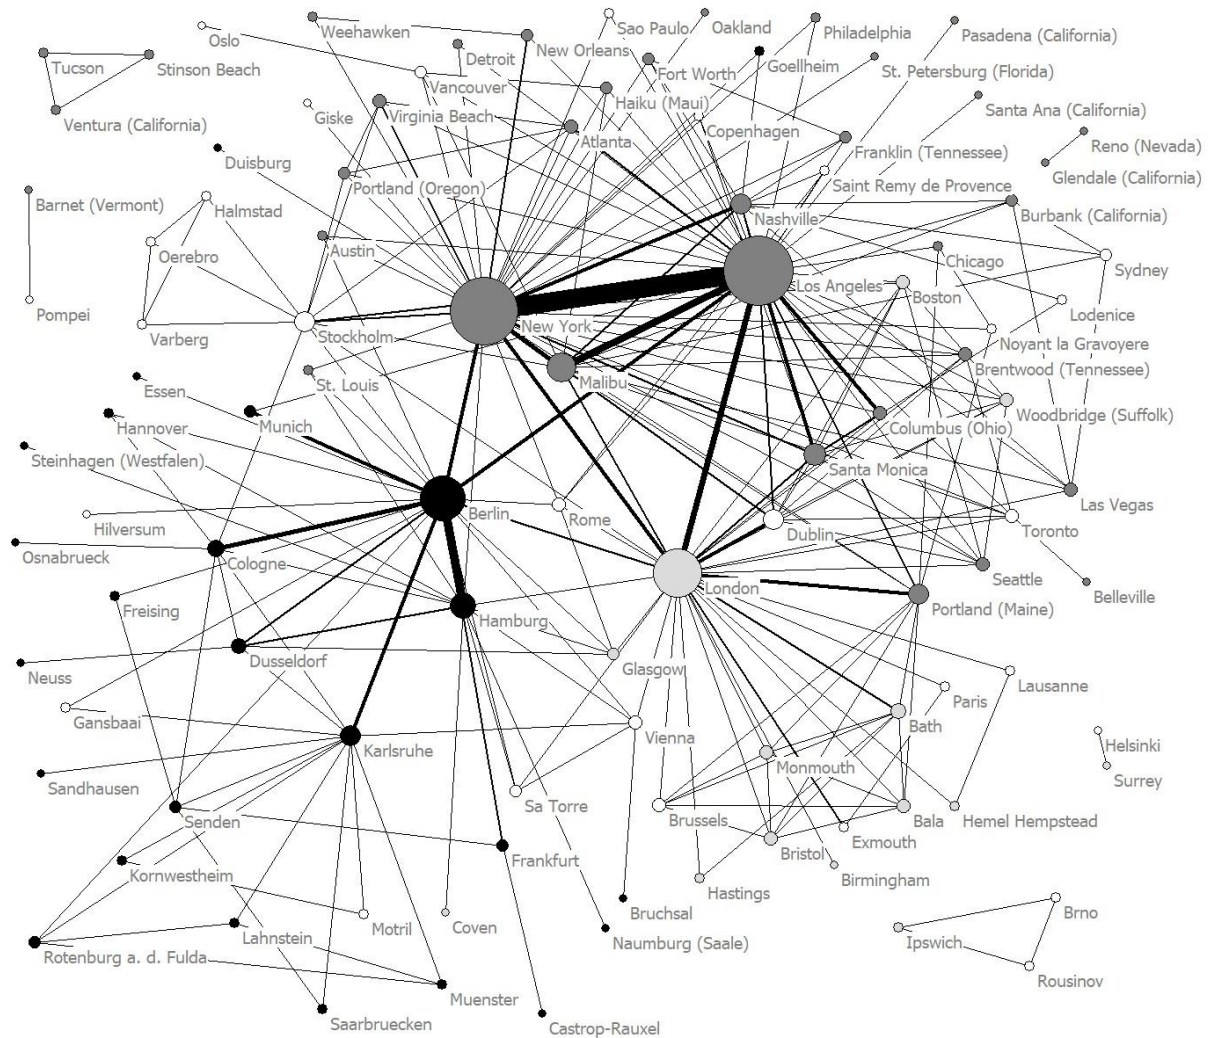 Sao Paulo
Oakland
Philadelphia
Pasadena (California)
Oslo
Weehawken
New Orleans
Tucson
Stinson Beach
Detroit
Vancouver
Fort Worth
Goellheim
St. Petersburg (Florida)
Ventura (California)
Giske
Virginia Beach
Haiku (Maui)
Santa Ana (California)
Atlanta
Copenhagen
Franklin (Tennessee)
Reno (Nevada)
Duisburg
Glendale (California)
Portland (Oregon)
Saint Remy de Provence
Barnet (Vermont)
Halmstad
Nashville
Burbank (California)
Oerebro
Austin
Chicago
Sydney
Los Angeles
Boston
Pompei
Varberg
Stockholm
New York
Lodenice
Noyant la Gravoyere
St. Louis
Malibu
Brentwood (Tennessee)
Essen
Hannover
Munich
Woodbridge (Suffolk)
Columbus (Ohio)
Steinhagen (Westfalen)
Santa Monica
Las Vegas
Hilversum
Berlin
Rome
Dublin
Toronto
Osnabrueck
Cologne
Seattle
London
Belleville
Freising
Hamburg
Portland (Maine)
Dusseldorf
Glasgow
Neuss
Lausanne
Paris
Gansbaai
Bath
Karlsruhe
Vienna
Helsinki
Monmouth
Surrey
Sandhausen
Sa Torre
Brussels
Senden
Bala
Hemel Hempstead
Exmouth
Bristol
Frankfurt
Kornwestheim
Birmingham
Hastings
Bruchsal
Brno
Motril
Coven
Lahnstein
Naumburg (Saale)
Ipswich
Rotenburg a. d. Fulda
Rousinov
Muenster
Saarbruecken
Castrop-Rauxel